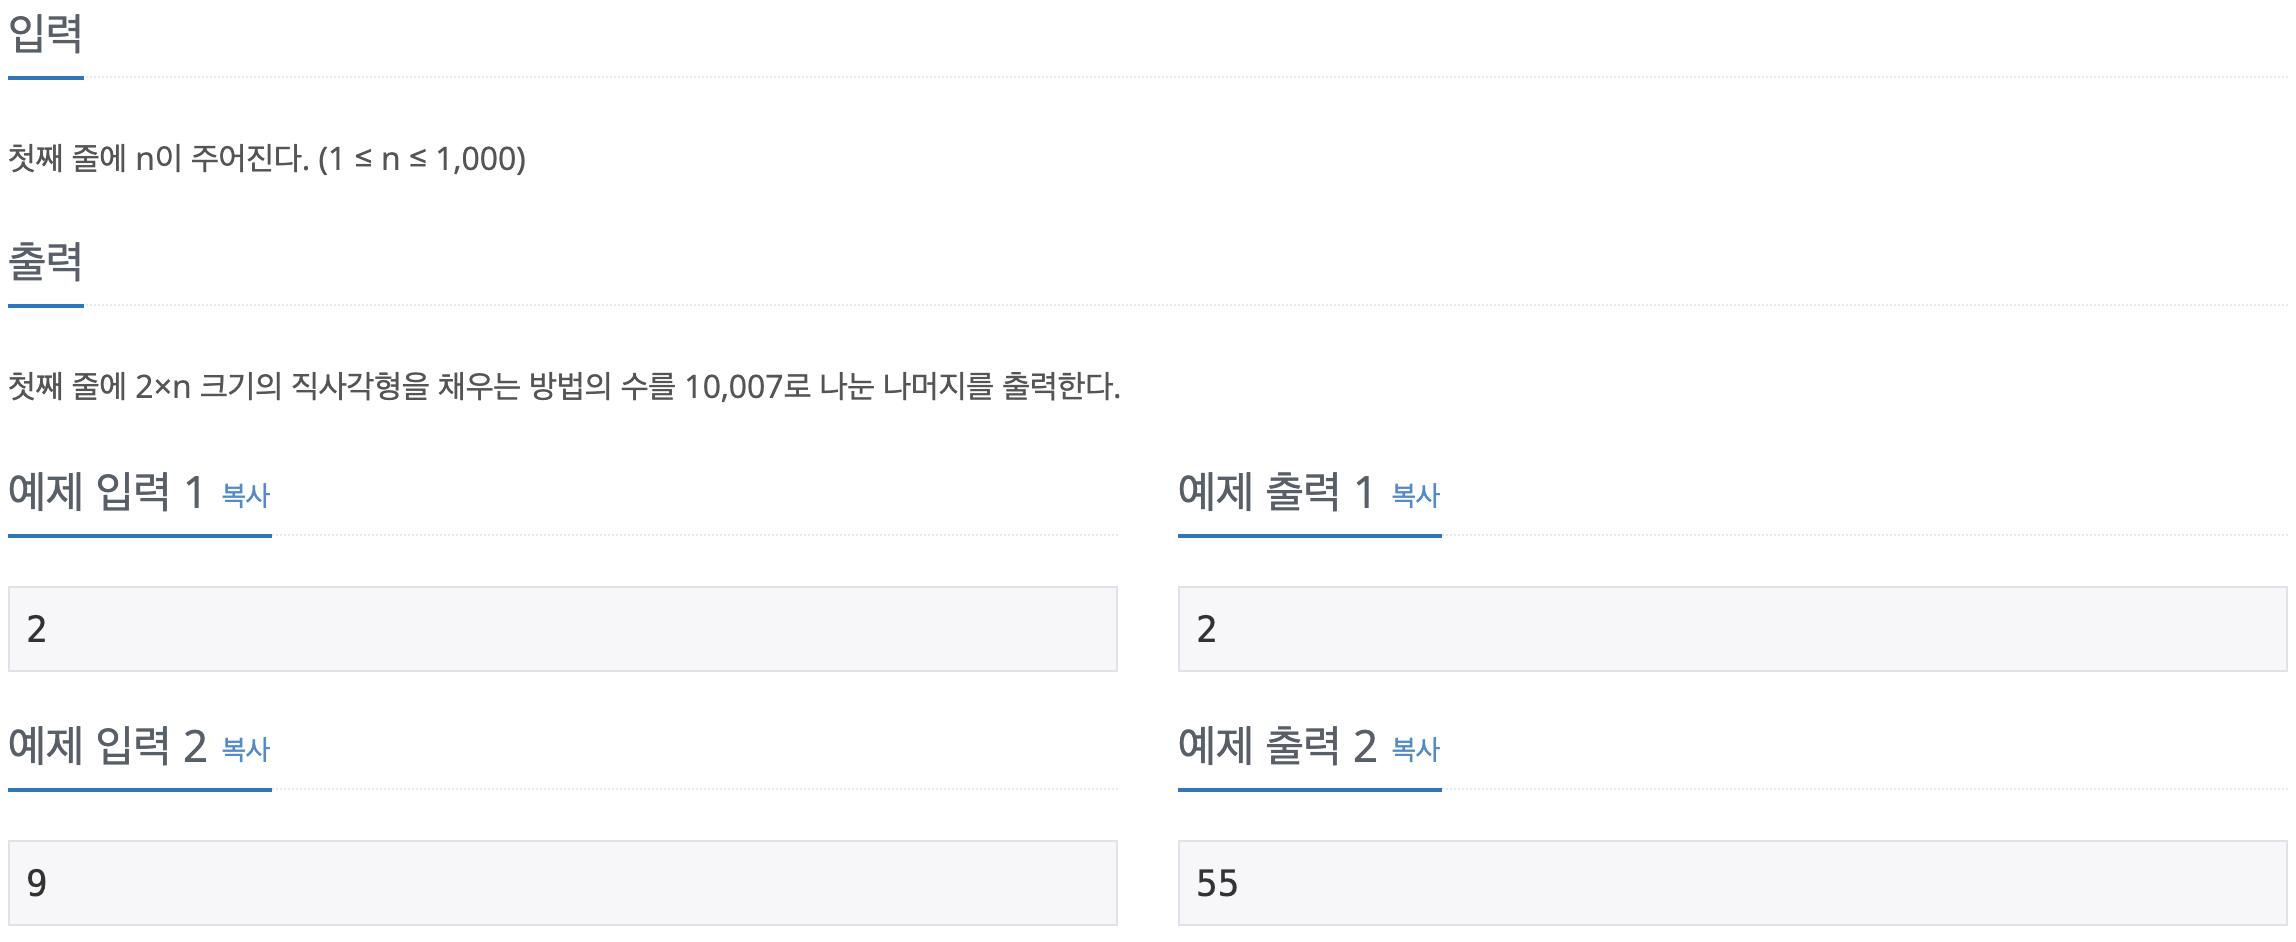 입력
첫째 줄에 n이 주어진다. (1 ≤ n ≤ 1,000)
출력
첫째 줄에 2×n 크기의 직사각형을 채우는 방법의 수를 10,007로 나눈 나머지를 출력한다.
예제 입력 1 복사
2
예제 출력 1 복사
2
예제 입력 2 복사
9
예제 출력 2 복사
55